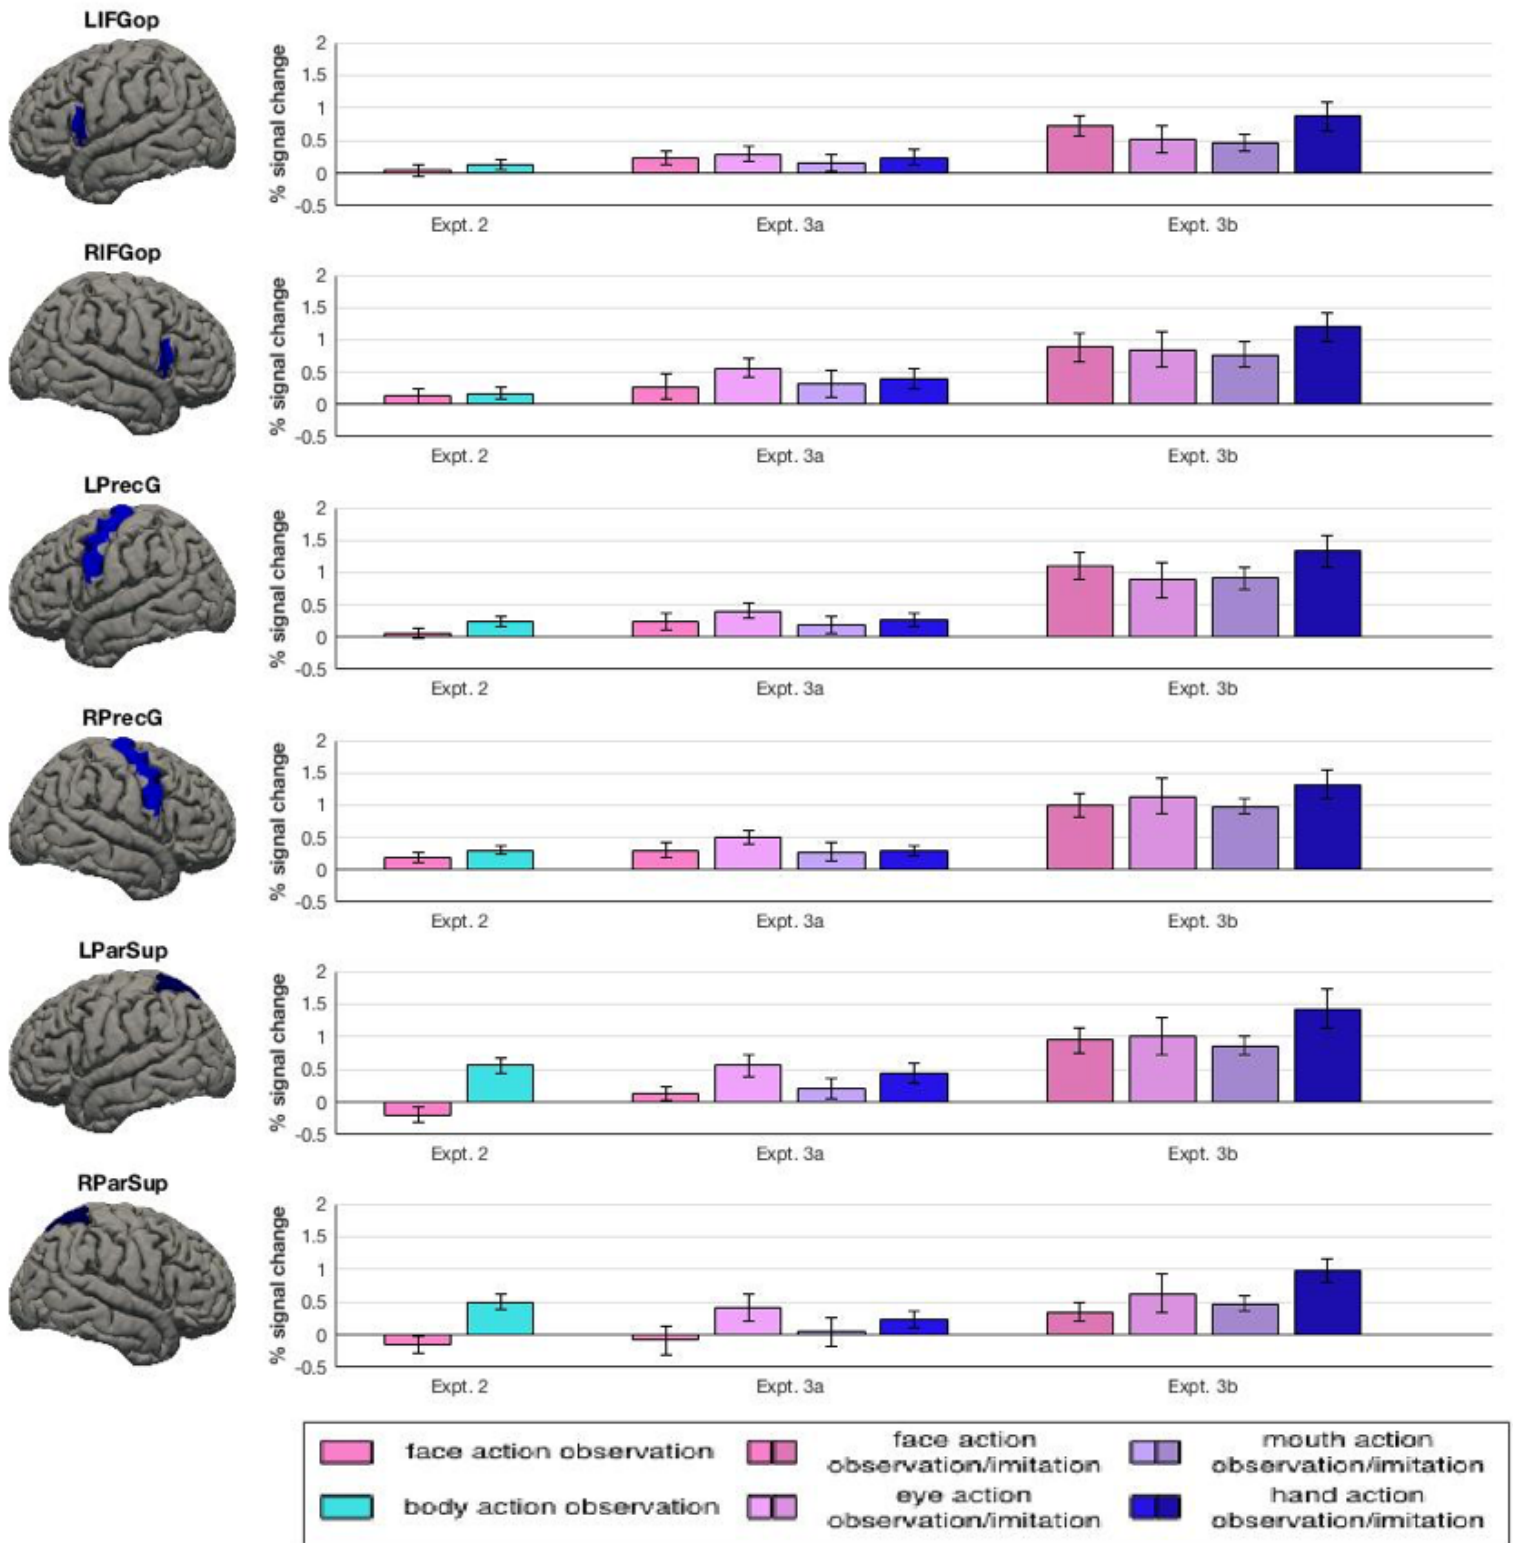 LIFGop
% signal change
2
1.5
1
0.5
0
-0.5
Expt. 2 Expt. 3a Expt. 3b
RIFGop
% signal change
2
1.5
1
0.5
0
-0.5
Expt. 2 Expt. 3a Expt. 3b
LPrecG
% signal change
2
1.5
1
0.5
0
-0.5
Expt. 2 Expt. 3a Expt. 3b
RPrecG
% signal change
2
1.5
1
0.5
0
-0.5
Expt. 2 Expt. 3a Expt. 3b
LParSup
% signal change
2
1.5
1
0.5
0
-0.5
Expt. 2 Expt. 3a Expt. 3b
RParSup
% signal change
2
1.5
1
0.5
0
-0.5
Expt. 2 Expt. 3a Expt. 3b
face action observation
body action observation
face action
observation/imitation
eye action
observation/imitation
mouth action
observation/imitation
hand action
observation/imitation